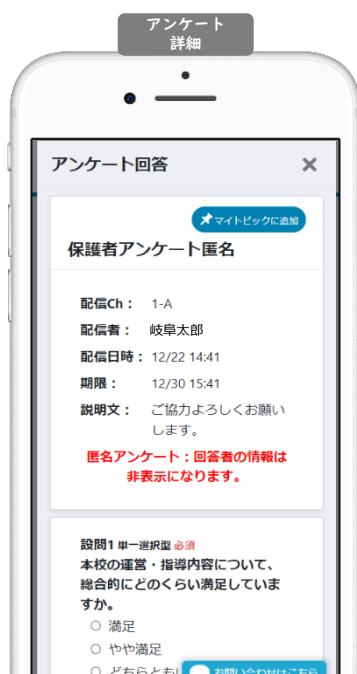 アンケート
詳細
アンケート回答
マイトピックに追加
保護者アンケート匿名
配信Ch： 1-A
配信者： 岐阜太郎
配信日時： 12/22 14:41
期限： 12/30 15:41
説明文： ご協力よろしくお願い
します。
匿名アンケート：回答者の情報は
非表示になります。
設問1 単一選択型 必須
本校の運営・指導内容について、
総合的にどのくらい満足していま
すか。
満足
やや満足
どちらとも
お問い合わせはこちら